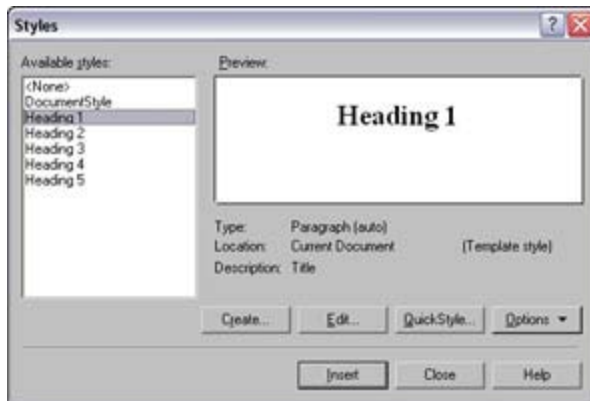 Styles
Available styles:
Preview:
<None>
DocumentStyle
Heading 1
Heading 2
Heading 3
Heading 4
Heading 5
Heading 1
Type: Paragraph (auto)
Location: Current Document (Template style)
Description: Title
Create... Edit... QuickStyle... Options
Insert Close Help